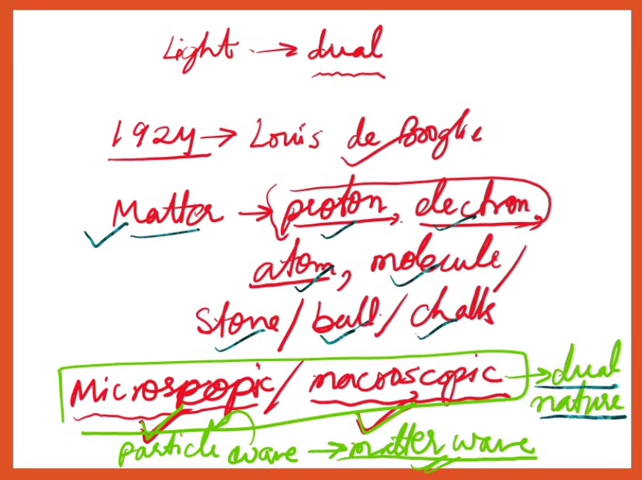 Light → dual
1924 → Louis de Broglie
Matter → proton, electron,
atom, molecule/
Stone/ ball/ chalk
Microscopic/ macroscopic → dual nature
particle wave → matter wave